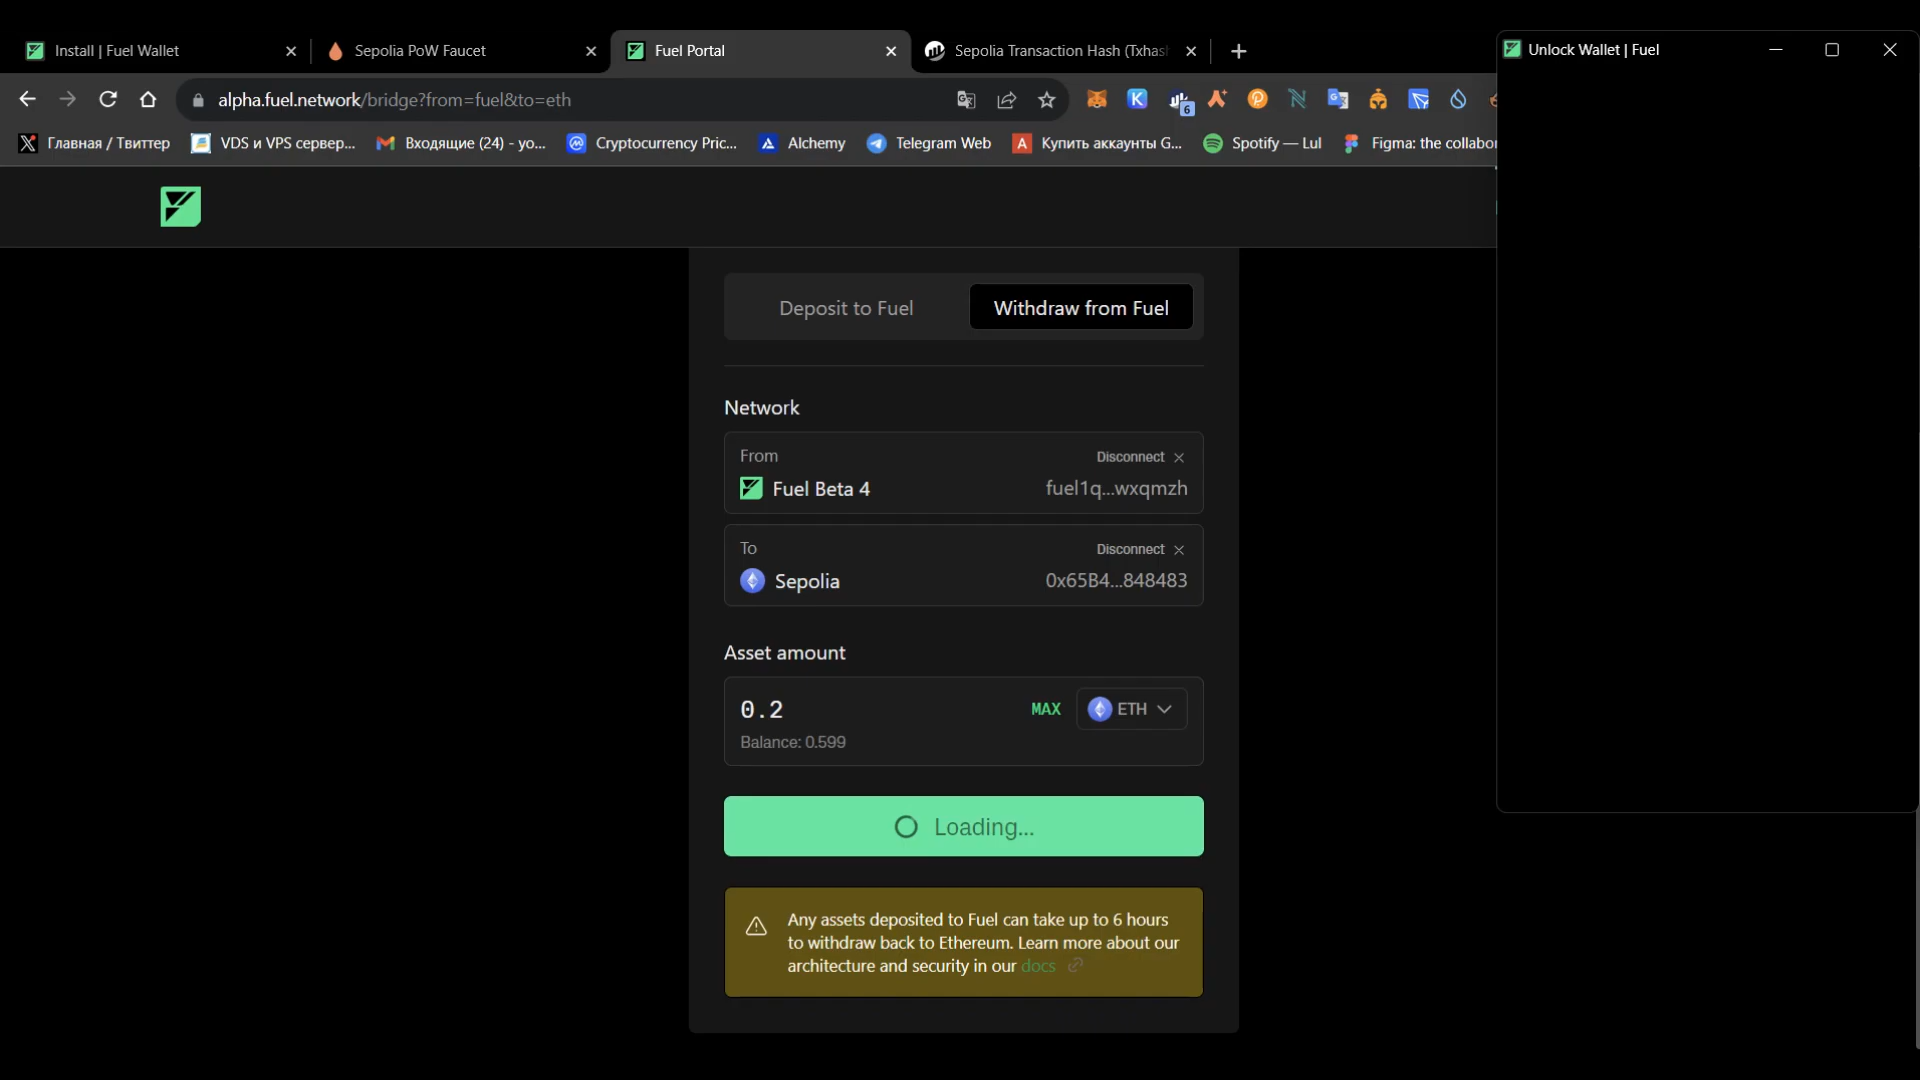 Install | Fuel Wallet
Sepolia PoW Faucet
Fuel Portal
Sepolia Transaction Hash (Txhas
Unlock Wallet | Fuel
alpha.fuel.network/bridge?from=fuel&to=eth
6
Главная / Твиттер
VDS и VPS сервер...
Входящие (24) - yo...
Cryptocurrency Pric...
Alchemy
Telegram Web
Купить аккаунты G...
Spotify — Lul
Figma: the collabor
Deposit to Fuel
Withdraw from Fuel
Network
From
Disconnect
Fuel Beta 4
fuel1q...wxqmzh
To
Disconnect
Sepolia
0x65B4...848483
Asset amount
0.2
MAX
ETH
Balance: 0.599
Loading...
Any assets deposited to Fuel can take up to 6 hours
to withdraw back to Ethereum. Learn more about our
architecture and security in our docs